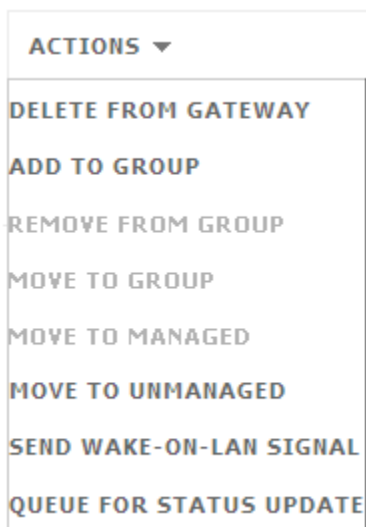 ACTIONS
DELETE FROM GATEWAY
ADD TO GROUP
REMOVE FROM GROUP
MOVE TO GROUP
MOVE TO MANAGED
MOVE TO UNMANAGED
SEND WAKE-ON-LAN SIGNAL
QUEUE FOR STATUS UPDATE